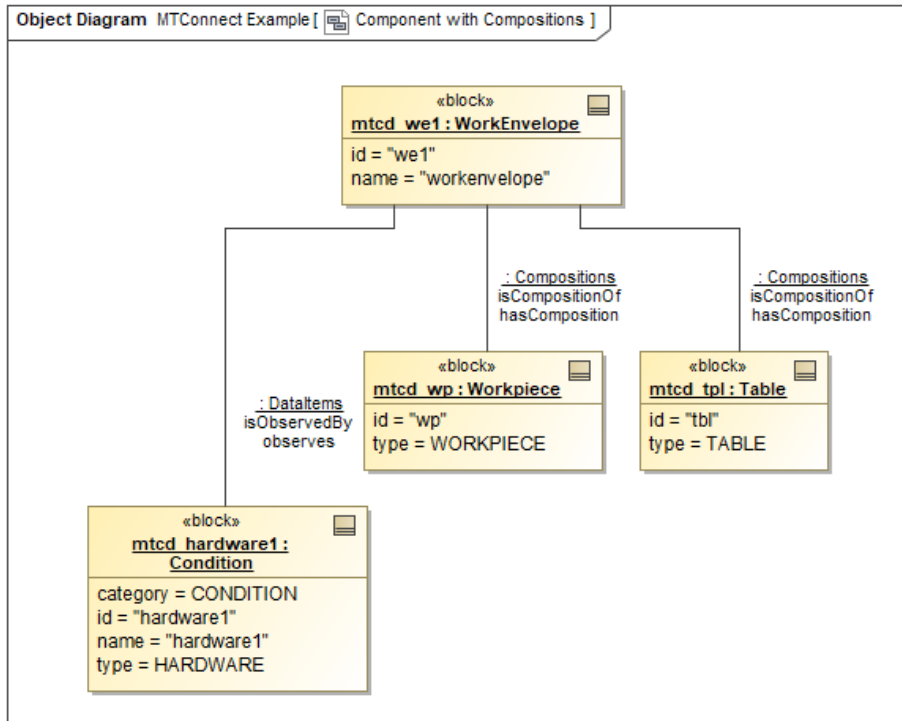 Object Diagram MTConnect Example [ Component with Compositions ]
«block»
mtcd_we1 : WorkEnvelope
id = "we1"
name = "workenvelope"
: Compositions
isCompositionOf
hasComposition
: Compositions
isCompositionOf
hasComposition
: DataItems
isObservedBy
observes
«block»
mtcd_wp : Workpiece
id = "wp"
type = WORKPIECE
«block»
mtcd_tpl : Table
id = "tbl"
type = TABLE
«block»
mtcd_hardware1 :
Condition
category = CONDITION
id = "hardware1"
name = "hardware1"
type = HARDWARE